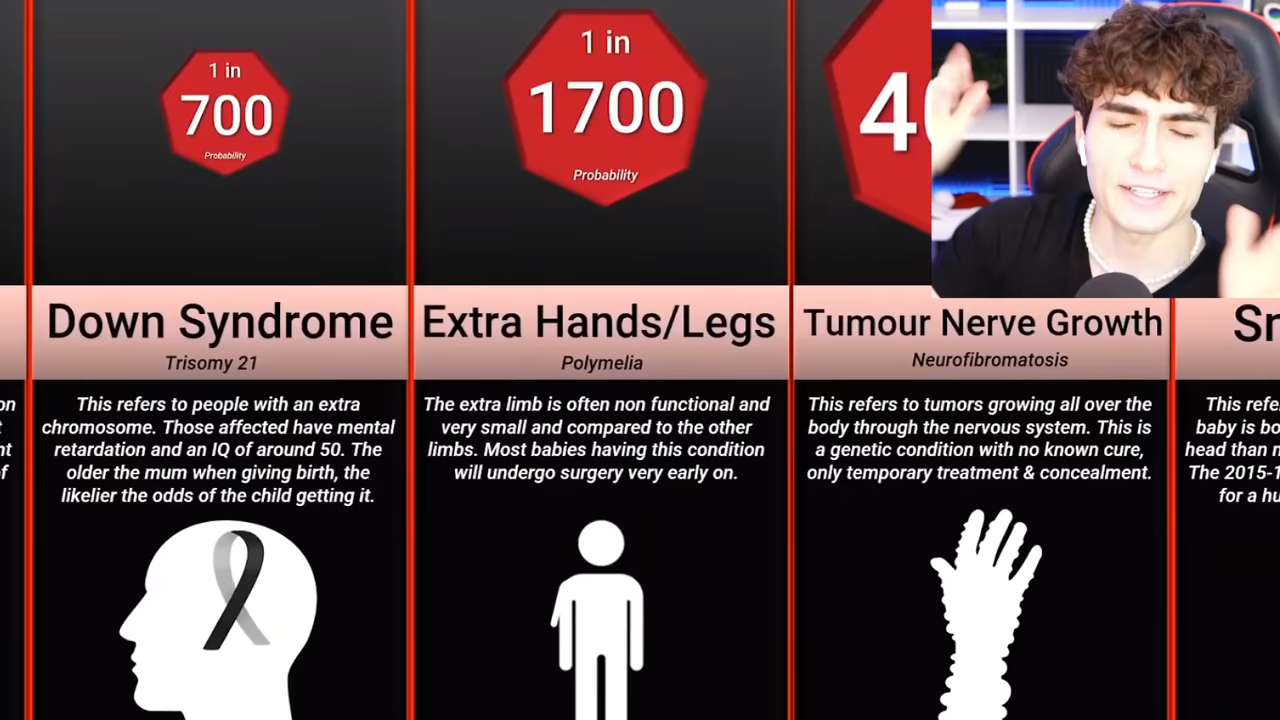 1 in
700
Probability
Down Syndrome
Trisomy 21
This refers to people with an extra
chromosome. Those affected have mental
retardation and an IQ of around 50. The
older the mum when giving birth, the
likelier the odds of the child getting it.
1 in
1700
Probability
Extra Hands/Legs
Polymelia
The extra limb is often non functional and
very small and compared to the other
limbs. Most babies having this condition
will undergo surgery very early on.
4
Tumour Nerve Growth
Neurofibromatosis
This refers to tumors growing all over the
body through the nervous system. This is
a genetic condition with no known cure,
only temporary treatment & concealment.
This refe
baby is bo
head than n
The 2015-1
for a hu